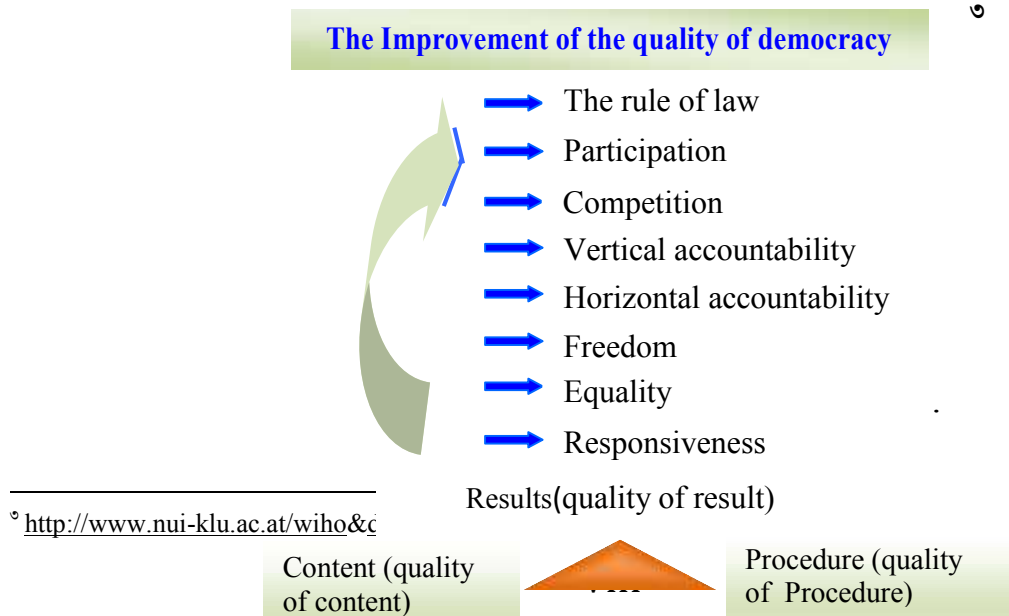 ๓
The Improvement of the quality of democracy
The rule of law
Participation
Competition
Vertical accountability
Horizontal accountability
Freedom
Equality
Responsiveness
Results(quality of result)
http://www.nui-klu.ac.at/wiho&d
Content (quality
of content)
Procedure (quality
of Procedure)